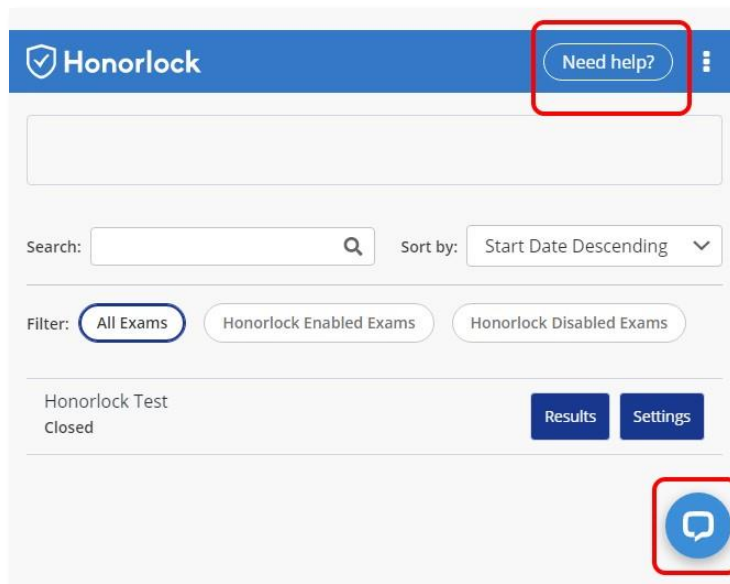 Honorlock Need help?
Search: Sort by: Start Date Descending
Filter: All Exams Honorlock Enabled Exams Honorlock Disabled Exams
Honorlock Test
Closed
Results Settings